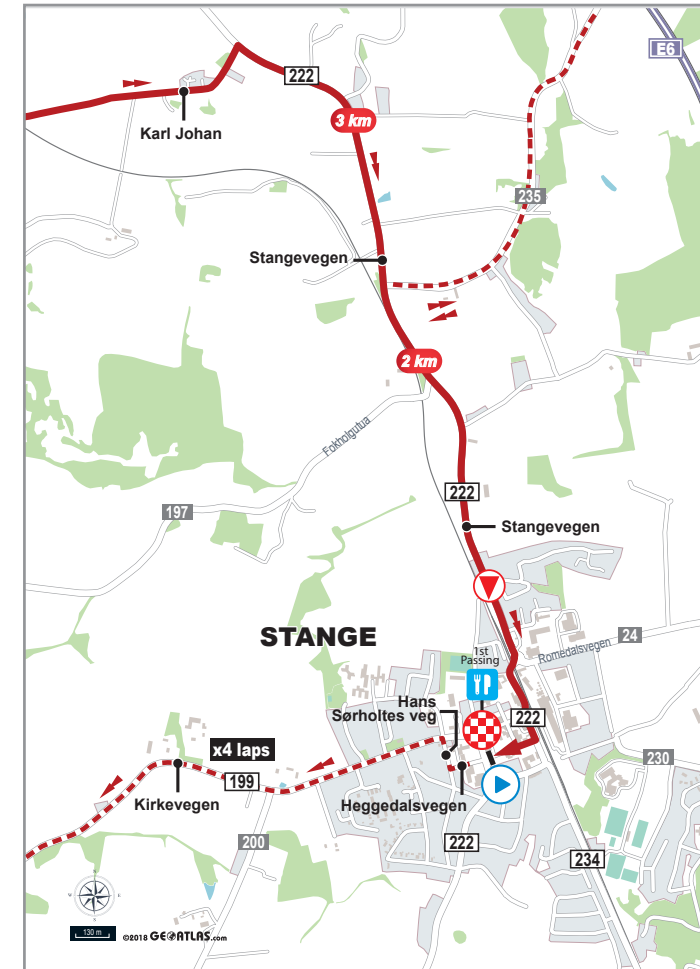 E6
222
Karl Johan
3 km
235
Stangevegen
2 km
Fokholgutua
222
197
Stangevegen
STANGE
24
Romedalsvegen
1st
Passing
Hans
Sørholtes veg
222
x4 laps
199
230
Kirkevegen
Heggedalsvegen
200
222
234
N
W
E
S
130 m
©2018 GEOATLAS.com